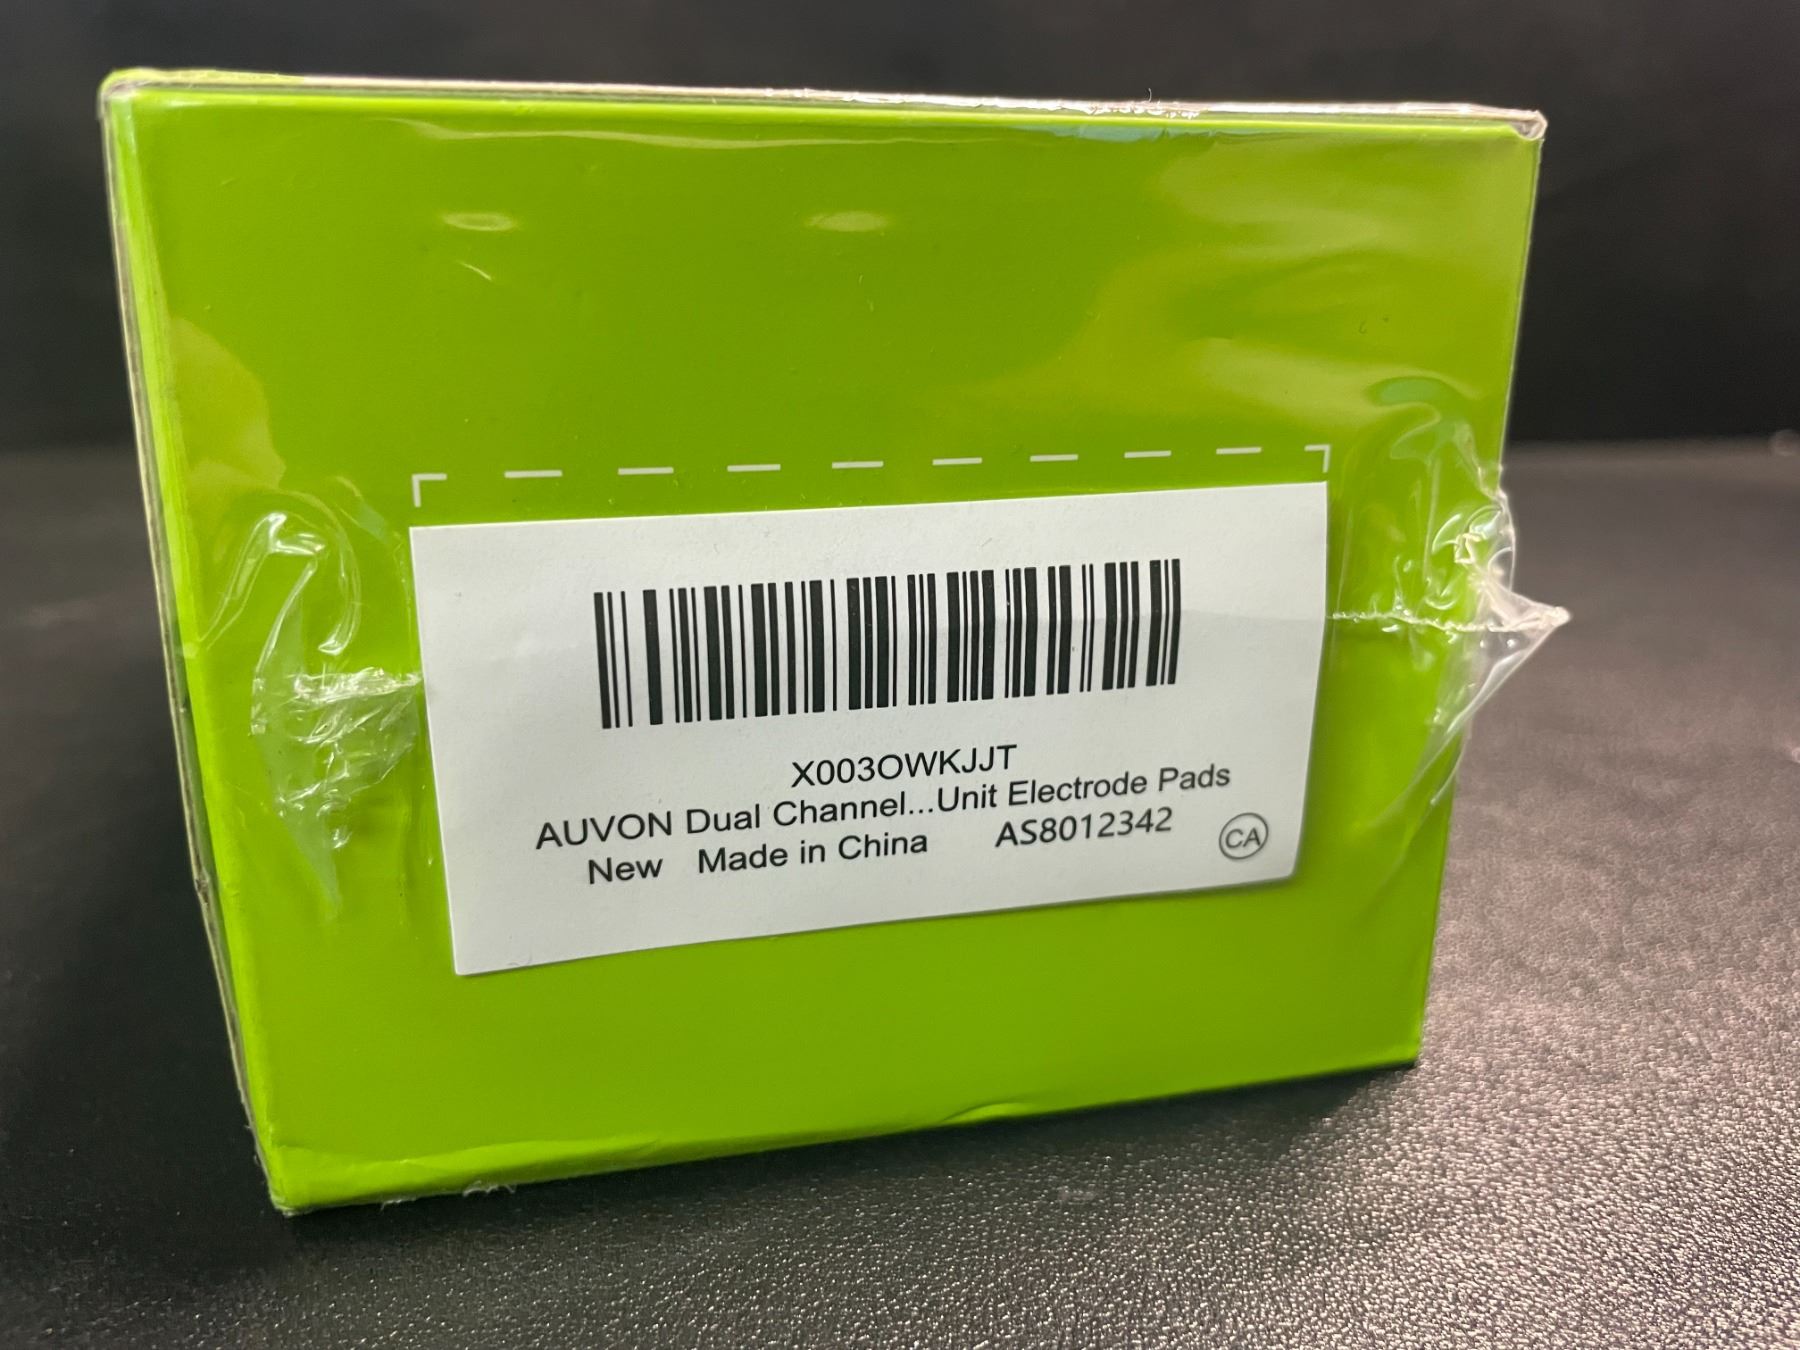 X003OWKJJT
AUVON Dual Channel...Unit Electrode Pads
New Made in China AS8012342 CA